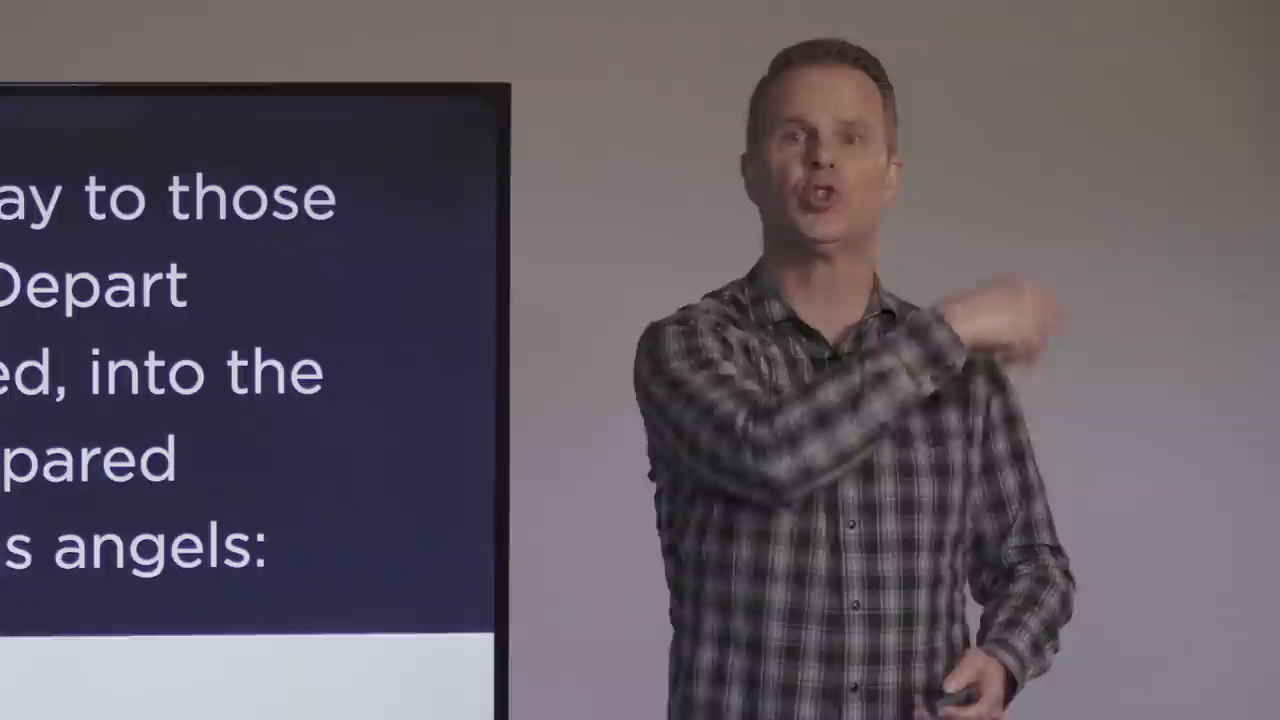 ay to those
Depart
ed, into the
pared
s angels: